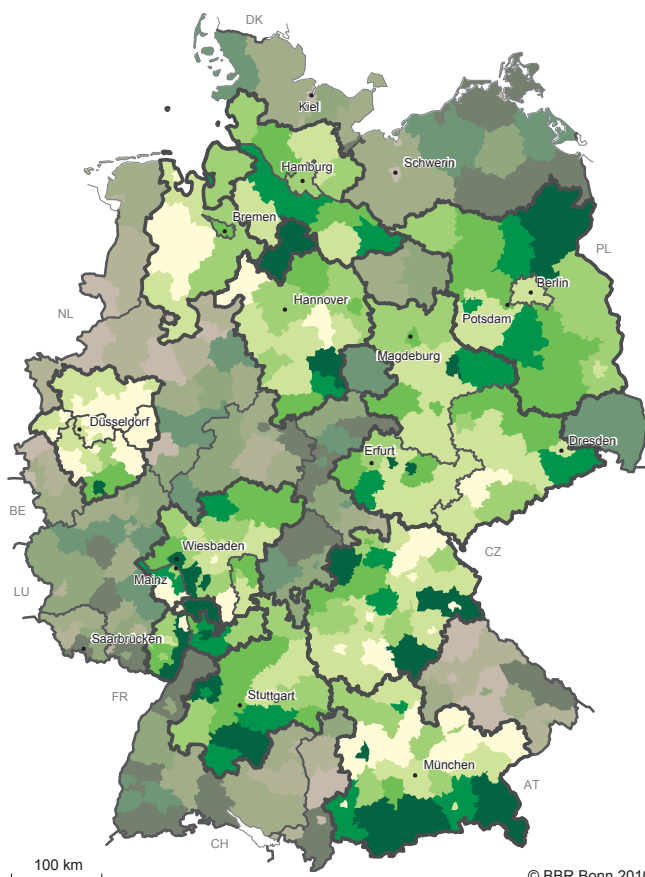 DK
Kiel
Hamburg
Schwerin
Bremen
PL
Berlin
Hannover
NL
Potsdam
Magdeburg
Düsseldorf
Dresden
Erfurt
BE
Wiesbaden
CZ
Mainz
LU
Saarbrücken
FR
Stuttgart
München
AT
CH
100 km
© BBR Bonn 2010